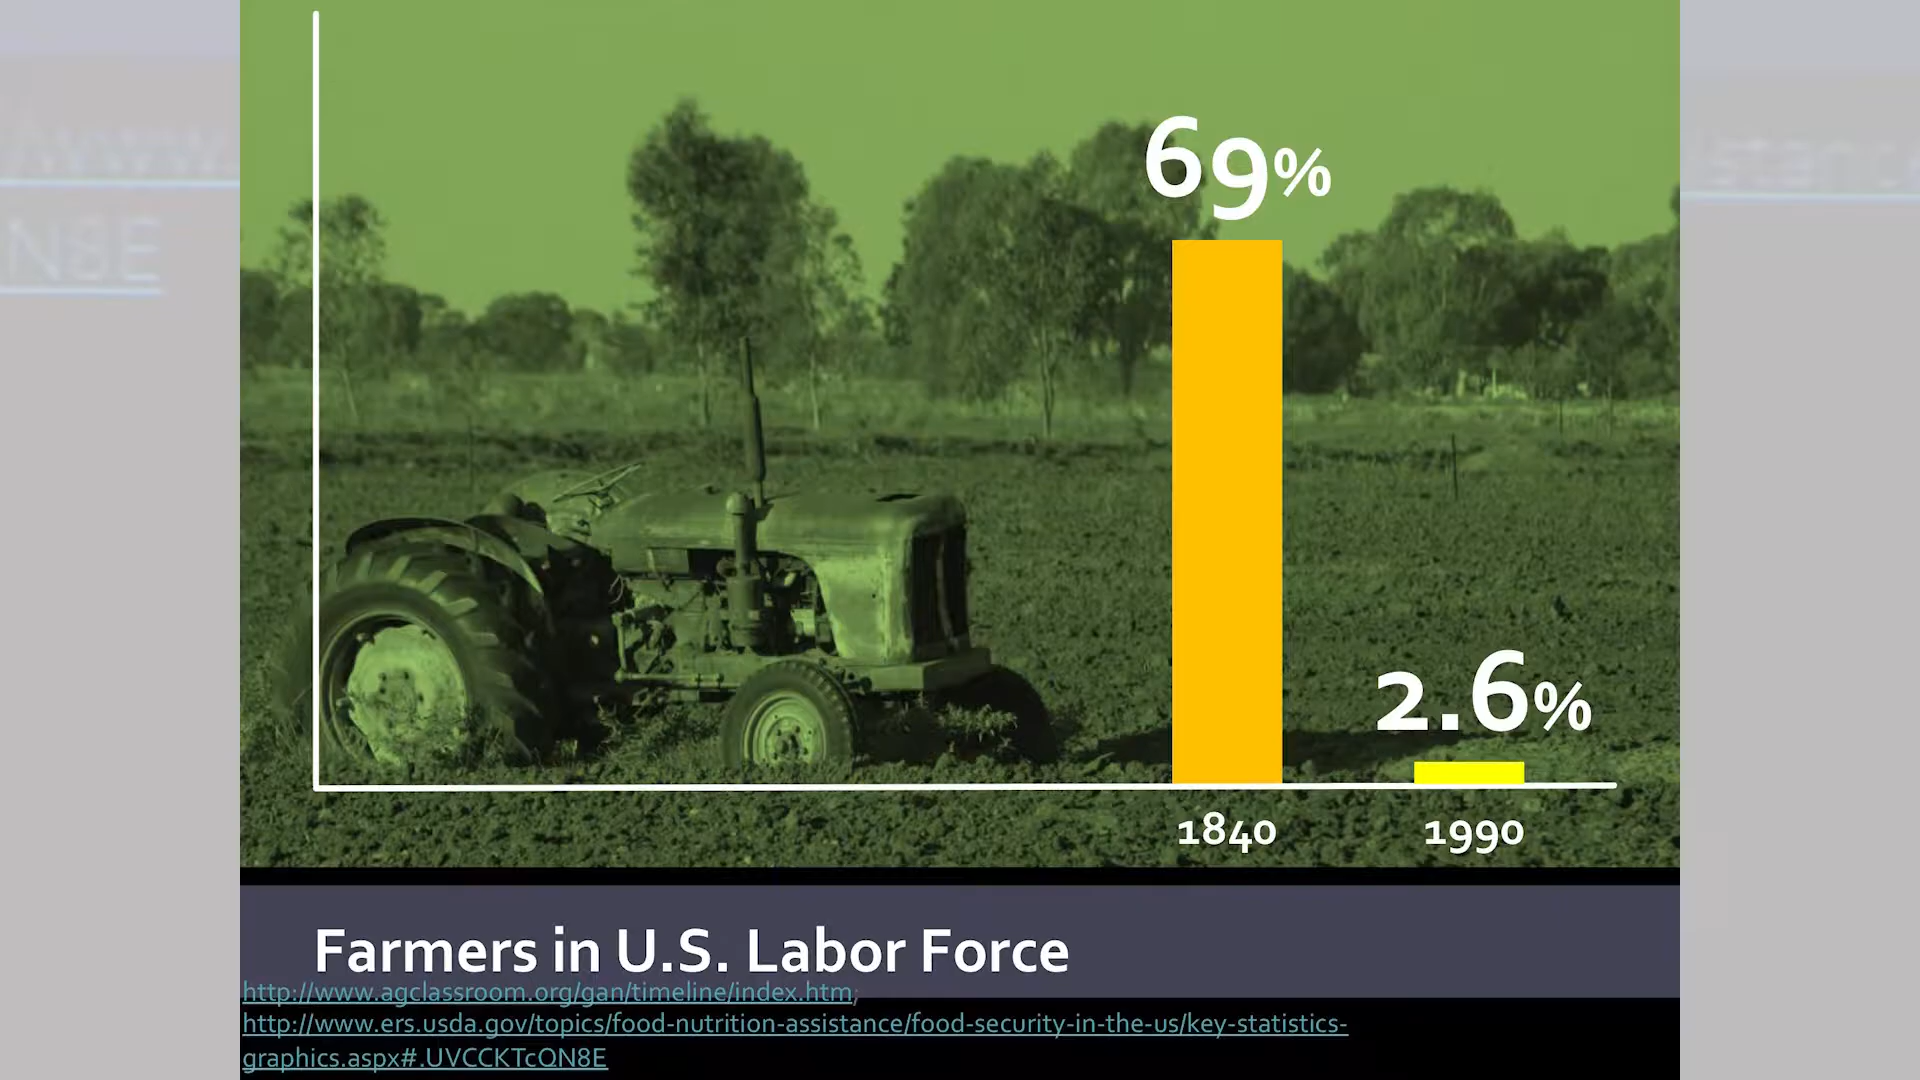 69%
2.6%
1840 1990
Farmers in U.S. Labor Force
http://www.agclassroom.org/gan/timeline/index.htm;
http://www.ers.usda.gov/topics/food-nutrition-assistance/food-security-in-the-us/key-statistics-
graphics.aspx#.UVCCKTcQN8E
N8E